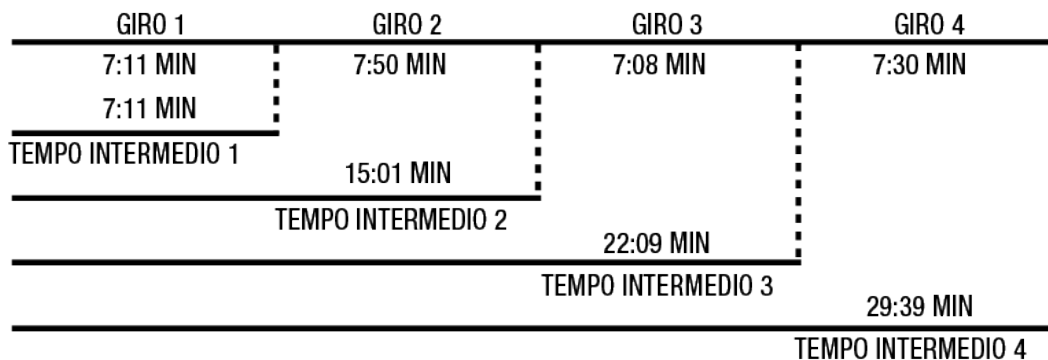 GIRO 1 GIRO 2 GIRO 3 GIRO 4
7:11 MIN 7:50 MIN 7:08 MIN 7:30 MIN
7:11 MIN
TEMPO INTERMEDIO 1
15:01 MIN
TEMPO INTERMEDIO 2
22:09 MIN
TEMPO INTERMEDIO 3
29:39 MIN
TEMPO INTERMEDIO 4